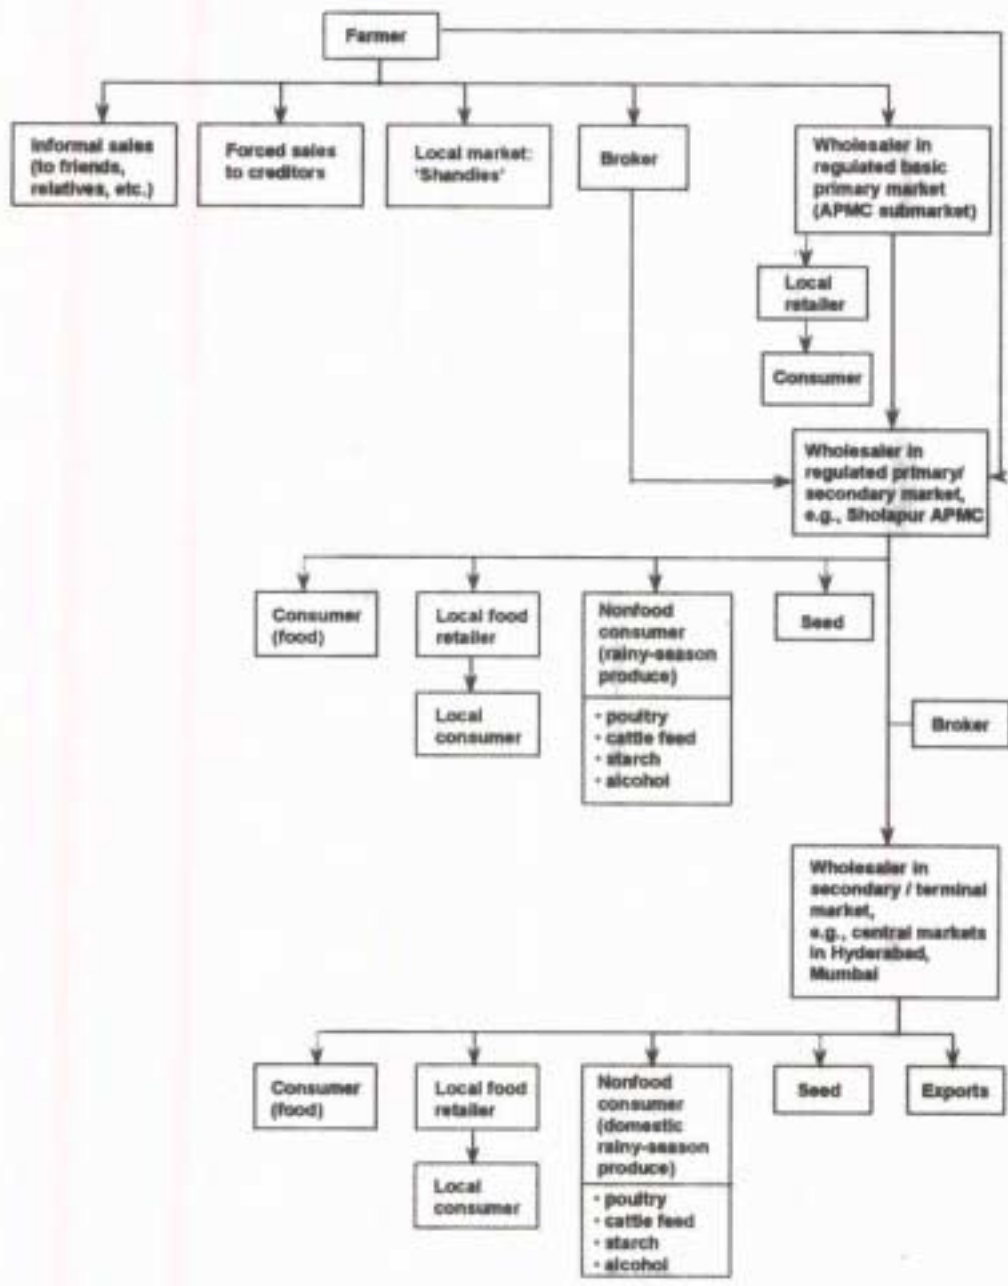 Farmer
Informal sales
(to friends,
relatives, etc.)
Forced sales
to creditors
Local market:
'Shandies'
Broker
Wholesaler in
regulated basic
primary market
(APMC submarket)
Local
retailer
Consumer
Wholesaler in
regulated primary/
secondary market,
e.g., Sholapur APMC
Consumer
(food)
Local food
retailer
Nonfood
consumer
(rainy-season
produce)
Seed
Local
consumer
· poultry
· cattle feed
· starch
· alcohol
Broker
Wholesaler in
secondary / terminal
market,
e.g., central markets
in Hyderabad,
Mumbai
Consumer
(food)
Local food
retailer
Nonfood
consumer
(domestic
rainy-season
produce)
Seed
Exports
Local
consumer
· poultry
· cattle feed
· starch
· alcohol